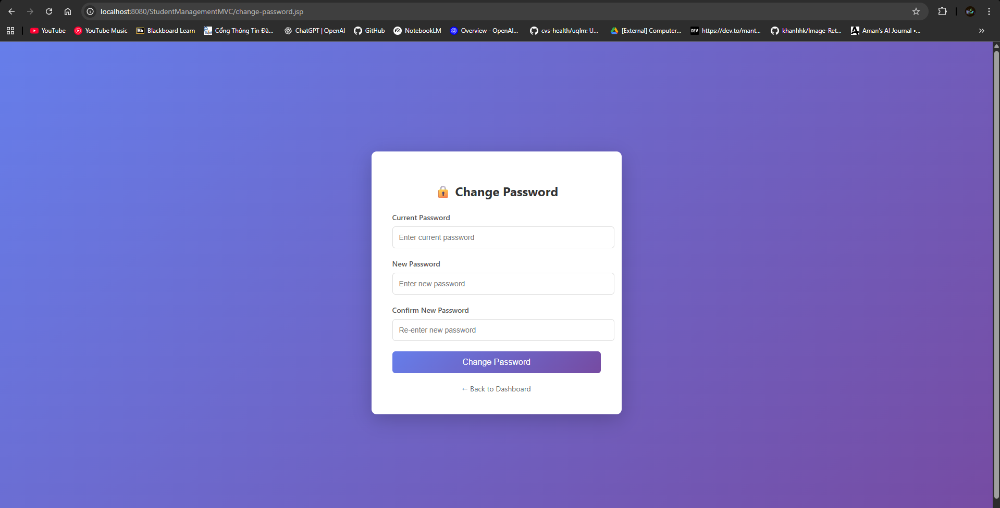 localhost:8080/StudentManagementMVC/change-password.jsp
YouTube YouTube Music Bb Blackboard Learn Cổng Thông Tin Đà... ChatGPT | OpenAI GitHub NotebookLM Overview - OpenAI... cvs-health/uqlm: U... [External] Computer... DEV https://dev.to/mant... khanhhk/Image-Ret... Aman's AI Journal •...
Change Password
Current Password
Enter current password
New Password
Enter new password
Confirm New Password
Re-enter new password
Change Password
← Back to Dashboard